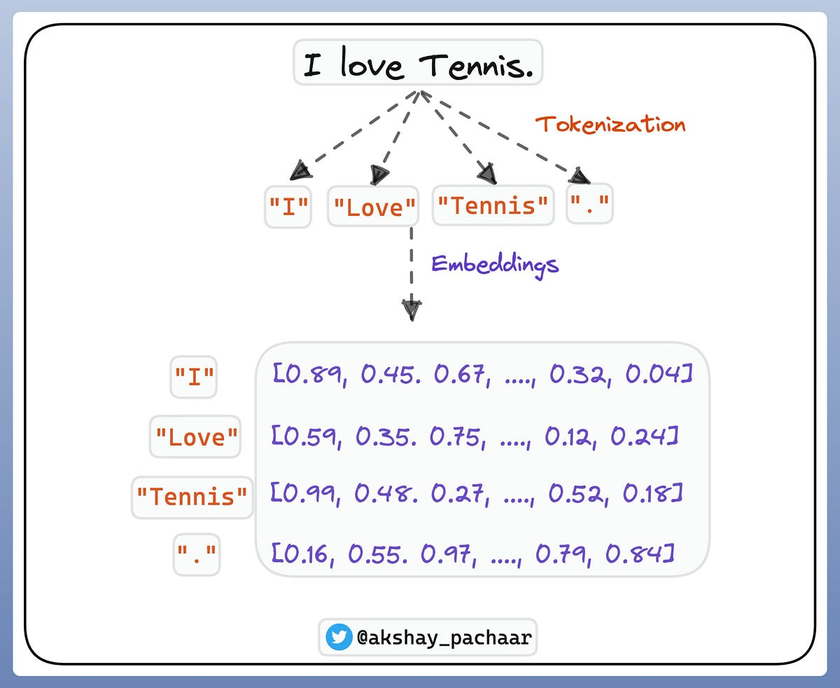 I love Tennis.
Tokenization
"I" "Love" "Tennis" "."
Embeddings
"I" [0.89, 0.45. 0.67, ...., 0.32, 0.04]
"Love" [0.59, 0.35. 0.75, ...., 0.12, 0.24]
"Tennis" [0.99, 0.48. 0.27, ...., 0.52, 0.18]
"." [0.16, 0.55. 0.97, ...., 0.79, 0.84]
@akshay_pachaar